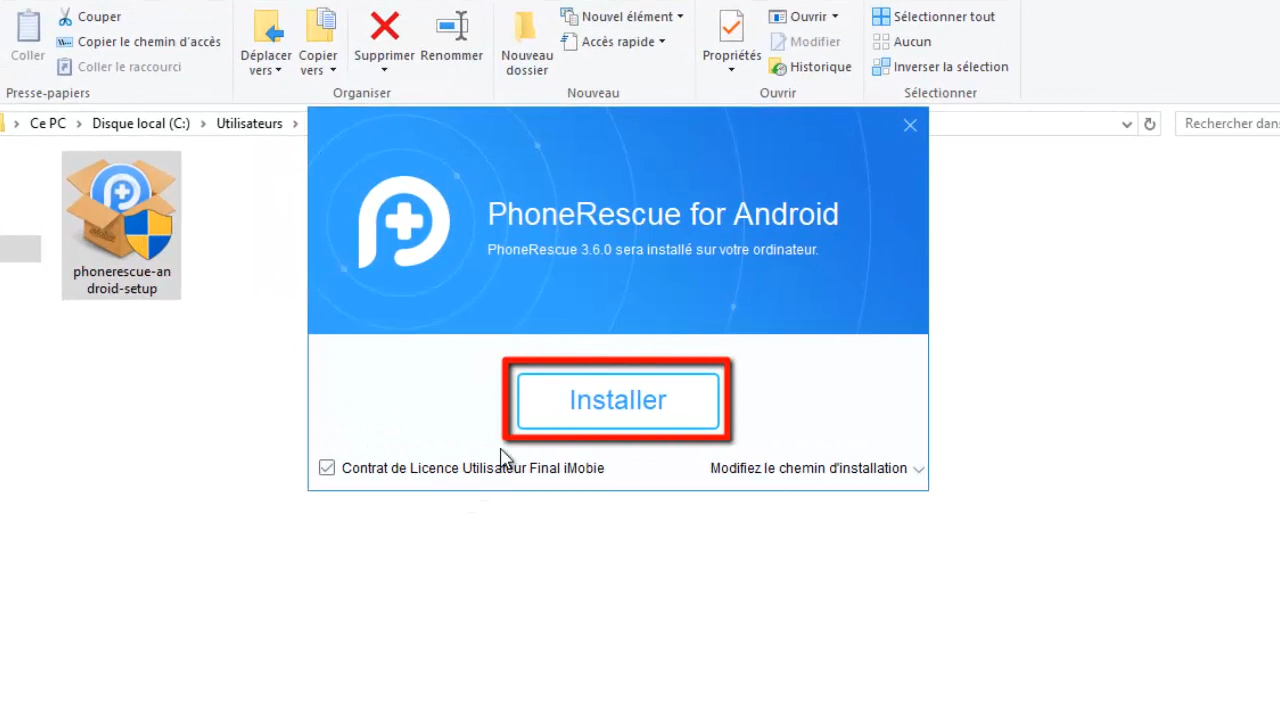 Couper
Copier le chemin d'accès
Coller le raccourci
Coller
Presse-papiers
Déplacer
vers
Copier
vers
Supprimer
Renommer
Organiser
Nouveau
dossier
Nouvel élément
Accès rapide
Nouveau
Propriétés
Ouvrir
Modifier
Historique
Ouvrir
Sélectionner tout
Aucun
Inverser la sélection
Sélectionner
Ce PC > Disque local (C:) > Utilisateurs >
Rechercher dans
phonerescue-an
droid-setup
PhoneRescue for Android
PhoneRescue 3.6.0 sera installé sur votre ordinateur.
Installer
Contrat de Licence Utilisateur Final iMobie
Modifiez le chemin d'installation